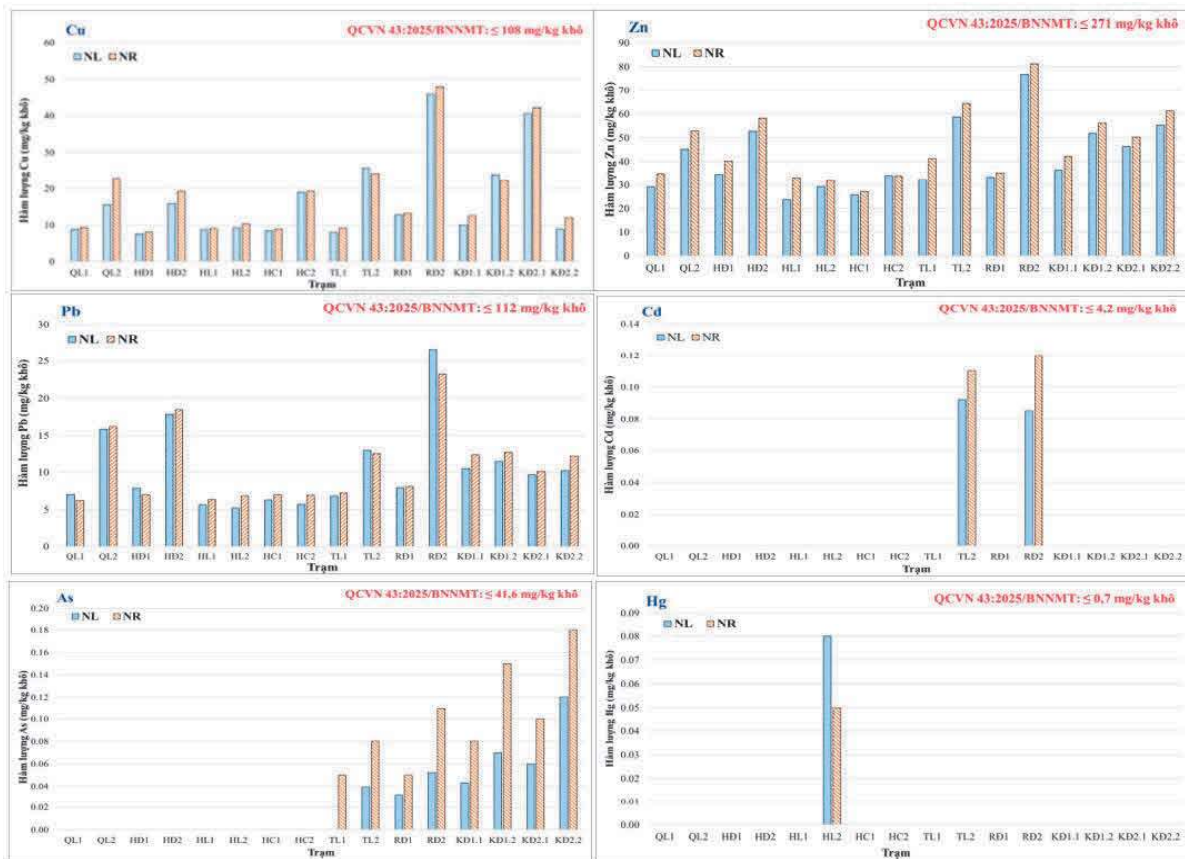 Cu
QCVN 43:2025/BNNMT: ≤ 108 mg/kg khô
NL NR
Hàm lượng Cu (mg/kg khô)
60
50
40
30
20
10
0
QL1 QL2 HĐ1 HĐ2 HL1 HL2 HC1 HC2 TL1 TL2 RĐ1 RĐ2 KĐ1.1 KĐ1.2 KĐ2.1 KĐ2.2
Trạm
Zn
QCVN 43:2025/BNNMT: ≤ 271 mg/kg khô
NL NR
Hàm lượng Zn (mg/kg khô)
90
80
70
60
50
40
30
20
10
0
QL1 QL2 HĐ1 HĐ2 HL1 HL2 HC1 HC2 TL1 TL2 RĐ1 RĐ2 KĐ1.1 KĐ1.2 KĐ2.1 KĐ2.2
Trạm
Pb
QCVN 43:2025/BNNMT: ≤ 112 mg/kg khô
NL NR
Hàm lượng Pb (mg/kg khô)
30
25
20
15
10
5
0
QL1 QL2 HĐ1 HĐ2 HL1 HL2 HC1 HC2 TL1 TL2 RĐ1 RĐ2 KĐ1.1 KĐ1.2 KĐ2.1 KĐ2.2
Trạm
Cd
QCVN 43:2025/BNNMT: ≤ 4,2 mg/kg khô
NL NR
Hàm lượng Cd (mg/kg khô)
0.14
0.12
0.10
0.08
0.06
0.04
0.02
0.00
QL1 QL2 HĐ1 HĐ2 HL1 HL2 HC1 HC2 TL1 TL2 RĐ1 RĐ2 KĐ1.1 KĐ1.2 KĐ2.1 KĐ2.2
Trạm
As
QCVN 43:2025/BNNMT: ≤ 41,6 mg/kg khô
NL NR
Hàm lượng As (mg/kg khô)
0.20
0.18
0.16
0.14
0.12
0.10
0.08
0.06
0.04
0.02
0.00
QL1 QL2 HĐ1 HĐ2 HL1 HL2 HC1 HC2 TL1 TL2 RĐ1 RĐ2 KĐ1.1 KĐ1.2 KĐ2.1 KĐ2.2
Trạm
Hg
QCVN 43:2025/BNNMT: ≤ 0,7 mg/kg khô
NL NR
Hàm lượng Hg (mg/kg khô)
0.09
0.08
0.07
0.06
0.05
0.04
0.03
0.02
0.01
0.00
QL1 QL2 HĐ1 HĐ2 HL1 HL2 HC1 HC2 TL1 TL2 RĐ1 RĐ2 KĐ1.1 KĐ1.2 KĐ2.1 KĐ2.2
Trạm